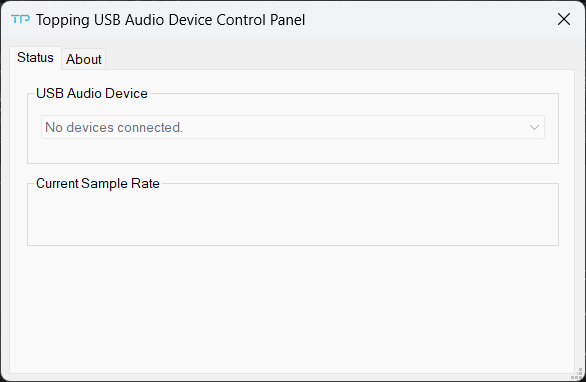 TP Topping USB Audio Device Control Panel
Status About
USB Audio Device
No devices connected.
Current Sample Rate